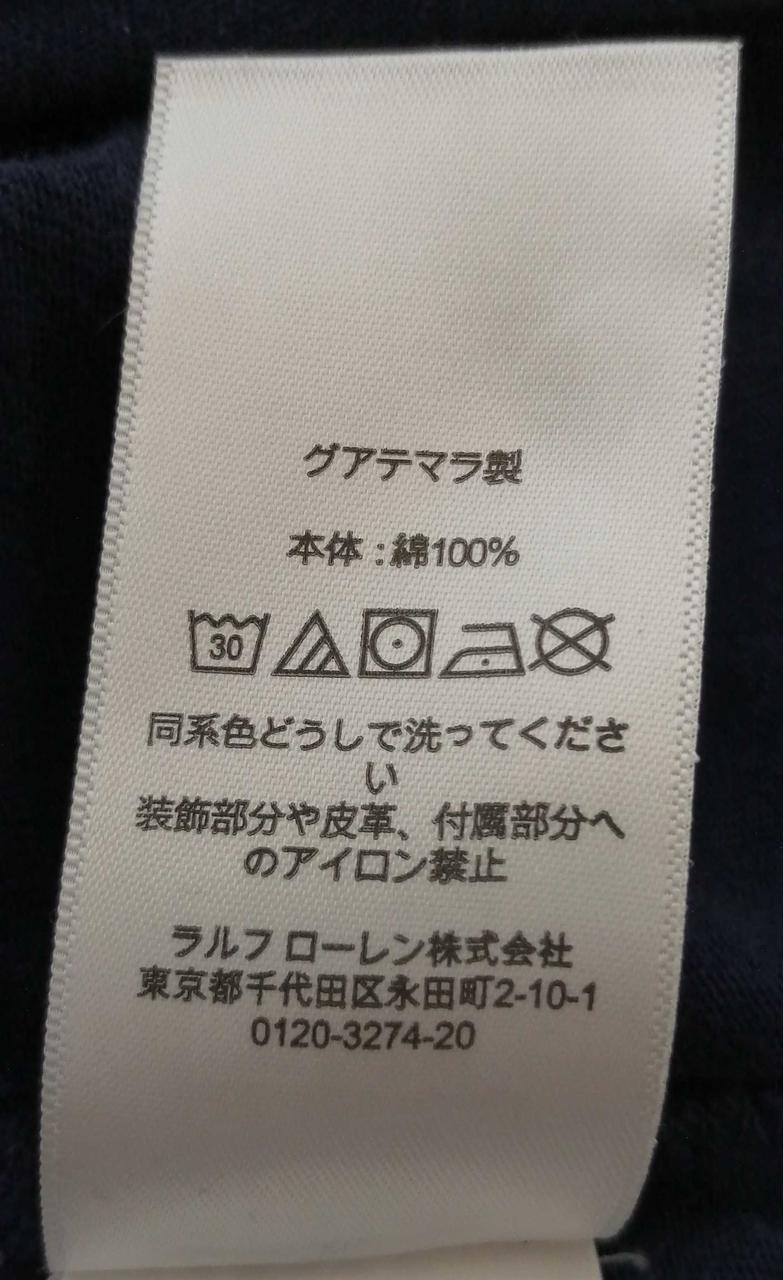 グアテマラ製
本体:綿100%
30
同系色どうしで洗ってくださ
い
装飾部分や皮革、付属部分へ
のアイロン禁止
ラルフ ローレン株式会社
東京都千代田区永田町2-10-1
0120-3274-20